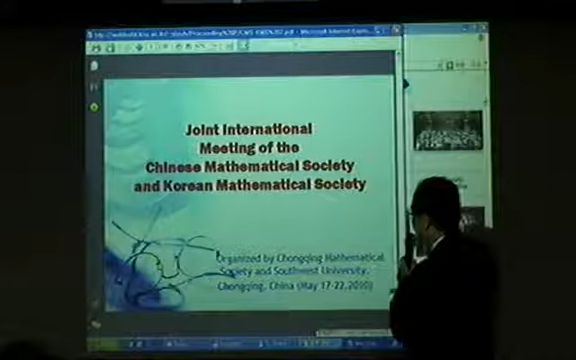 Joint International
Meeting of the
Chinese Mathematical Society
and Korean Mathematical Society
Organized by Chongqing Mathematical
Society and Southwest University.
Chongqing, China (May 17-22, 2010)